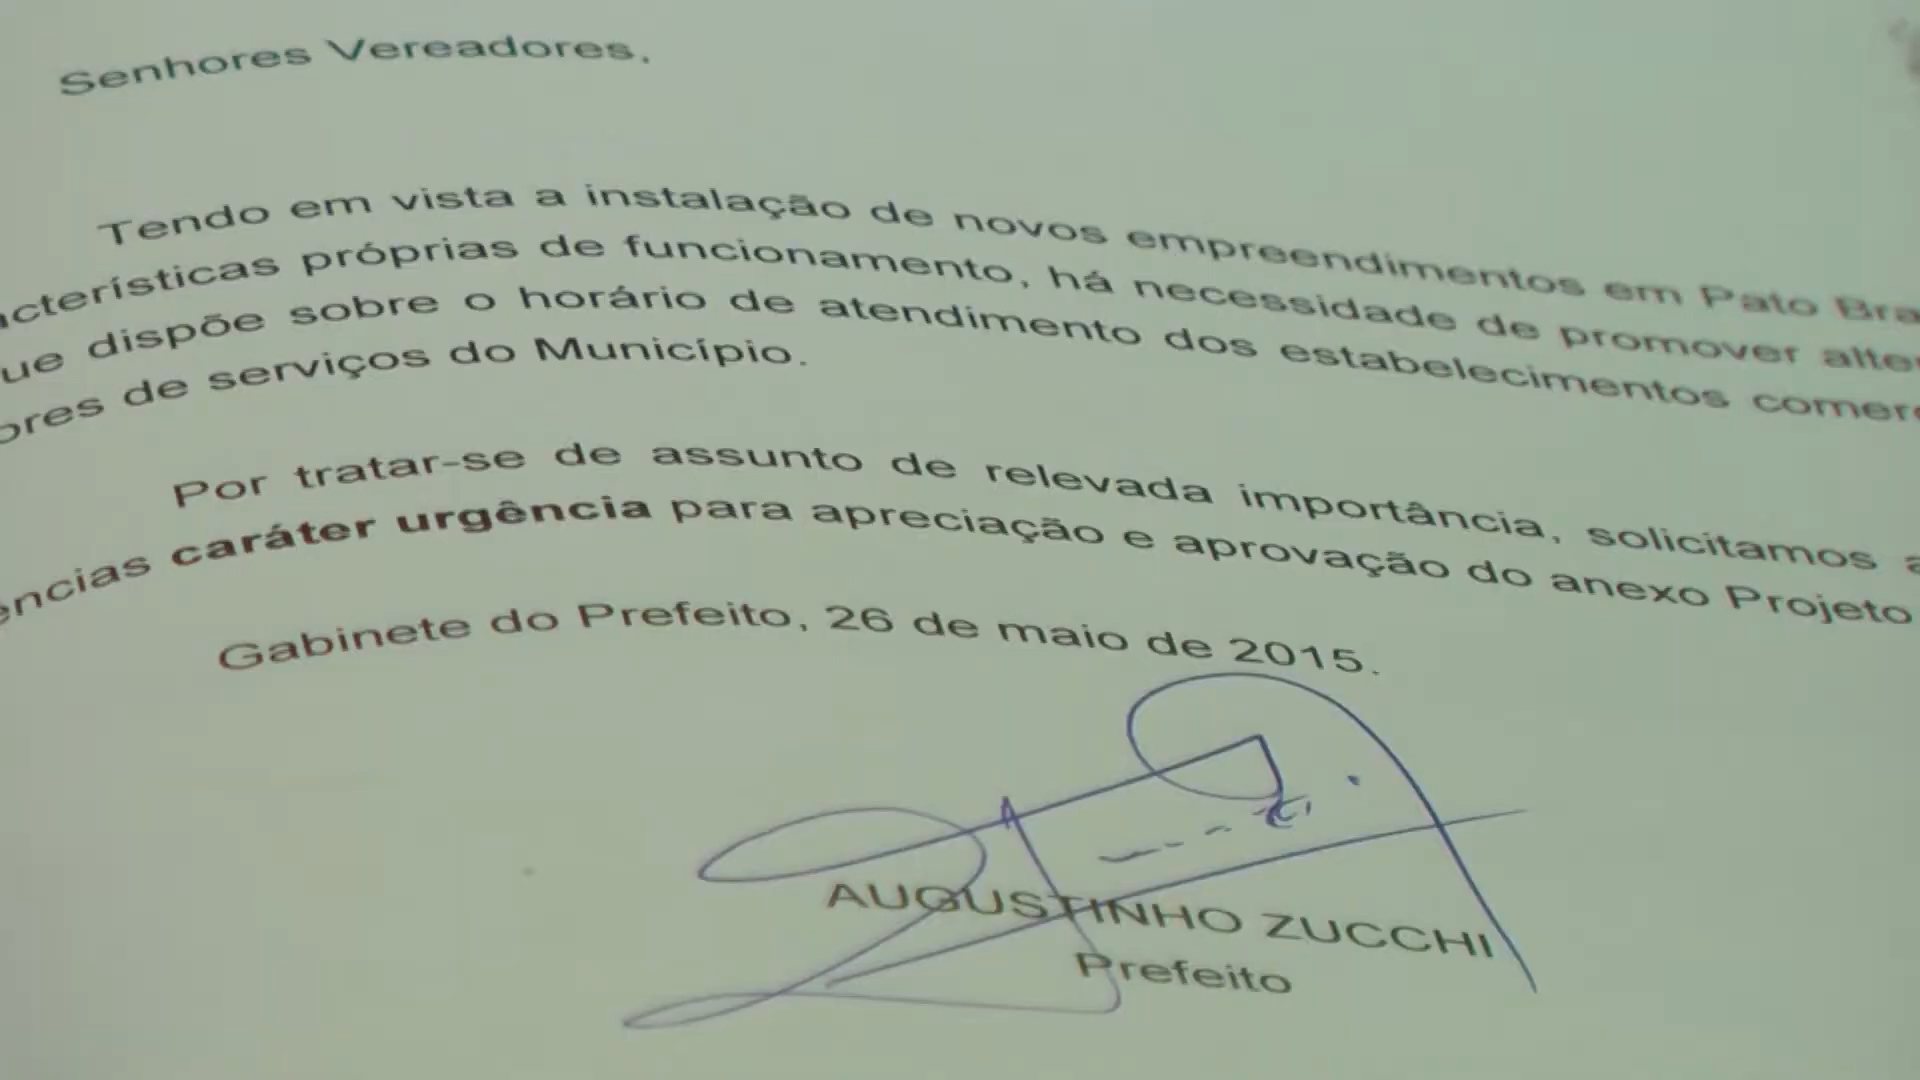 Senhores Vereadores,
Tendo em vista a instalação de novos empreendimentos em Pato Bra
acterísticas próprias de funcionamento, há necessidade de promover alte
ue dispõe sobre o horário de atendimento dos estabelecimentos comer
ores de serviços do Município.
Por tratar-se de assunto de relevada importância, solicitamos a
ências caráter urgência para apreciação e aprovação do anexo Projeto
Gabinete do Prefeito, 26 de maio de 2015.
AUGUSTINHO ZUCCHI
Prefeito